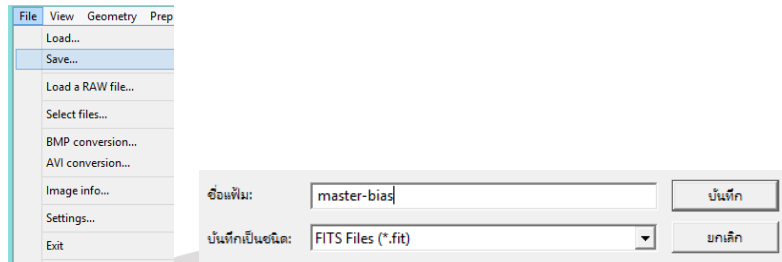 File View Geometry Prep
Load...
Save...
Load a RAW file...
Select files...
BMP conversion...
AVI conversion...
Image info...
Settings...
Exit
ชื่อแฟ้ม: master-bias บันทึก
บันทึกเป็นชนิด: FITS Files (*.fit) ยกเลิก